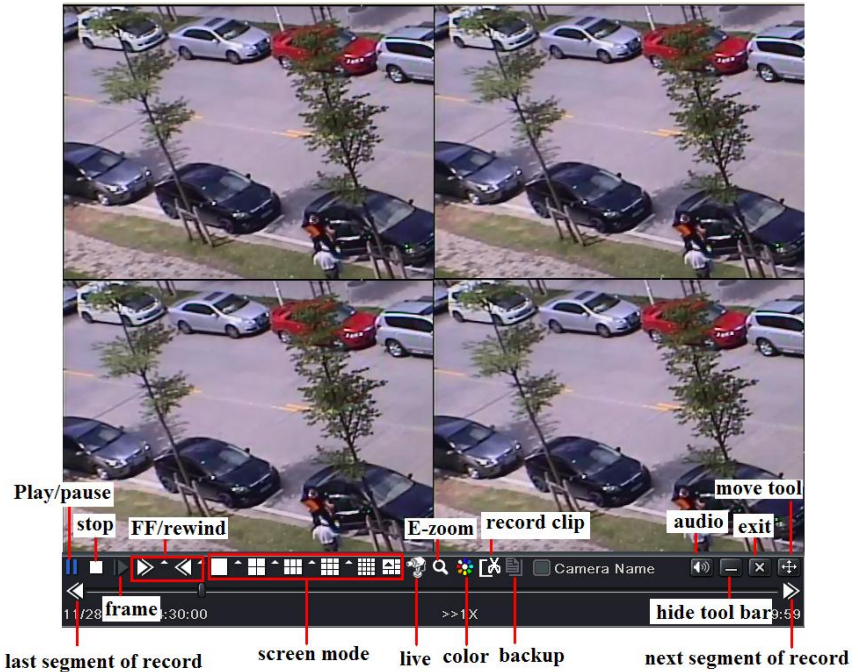 Play/pause
stop
FF/rewind
E-zoom
record clip
move tool
audio
exit
Camera Name
frame
hide tool bar
11/28
:30:00
>>1X
9:59
last segment of record
screen mode
live
color
backup
next segment of record